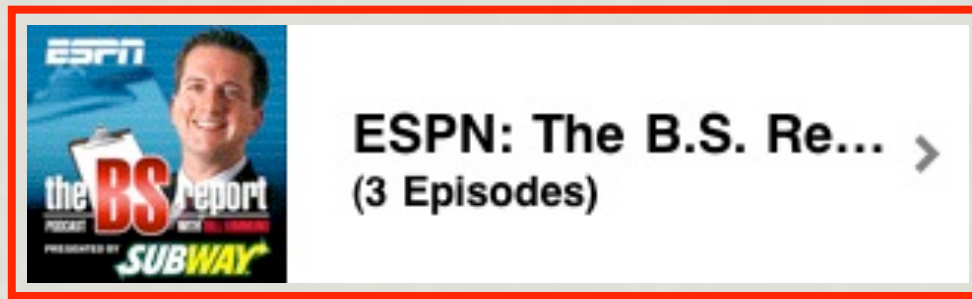 ESPN
the BS report
PODCAST WITH BILL SIMMONS
PRESENTED BY
SUBWAY
ESPN: The B.S. Re...
(3 Episodes)